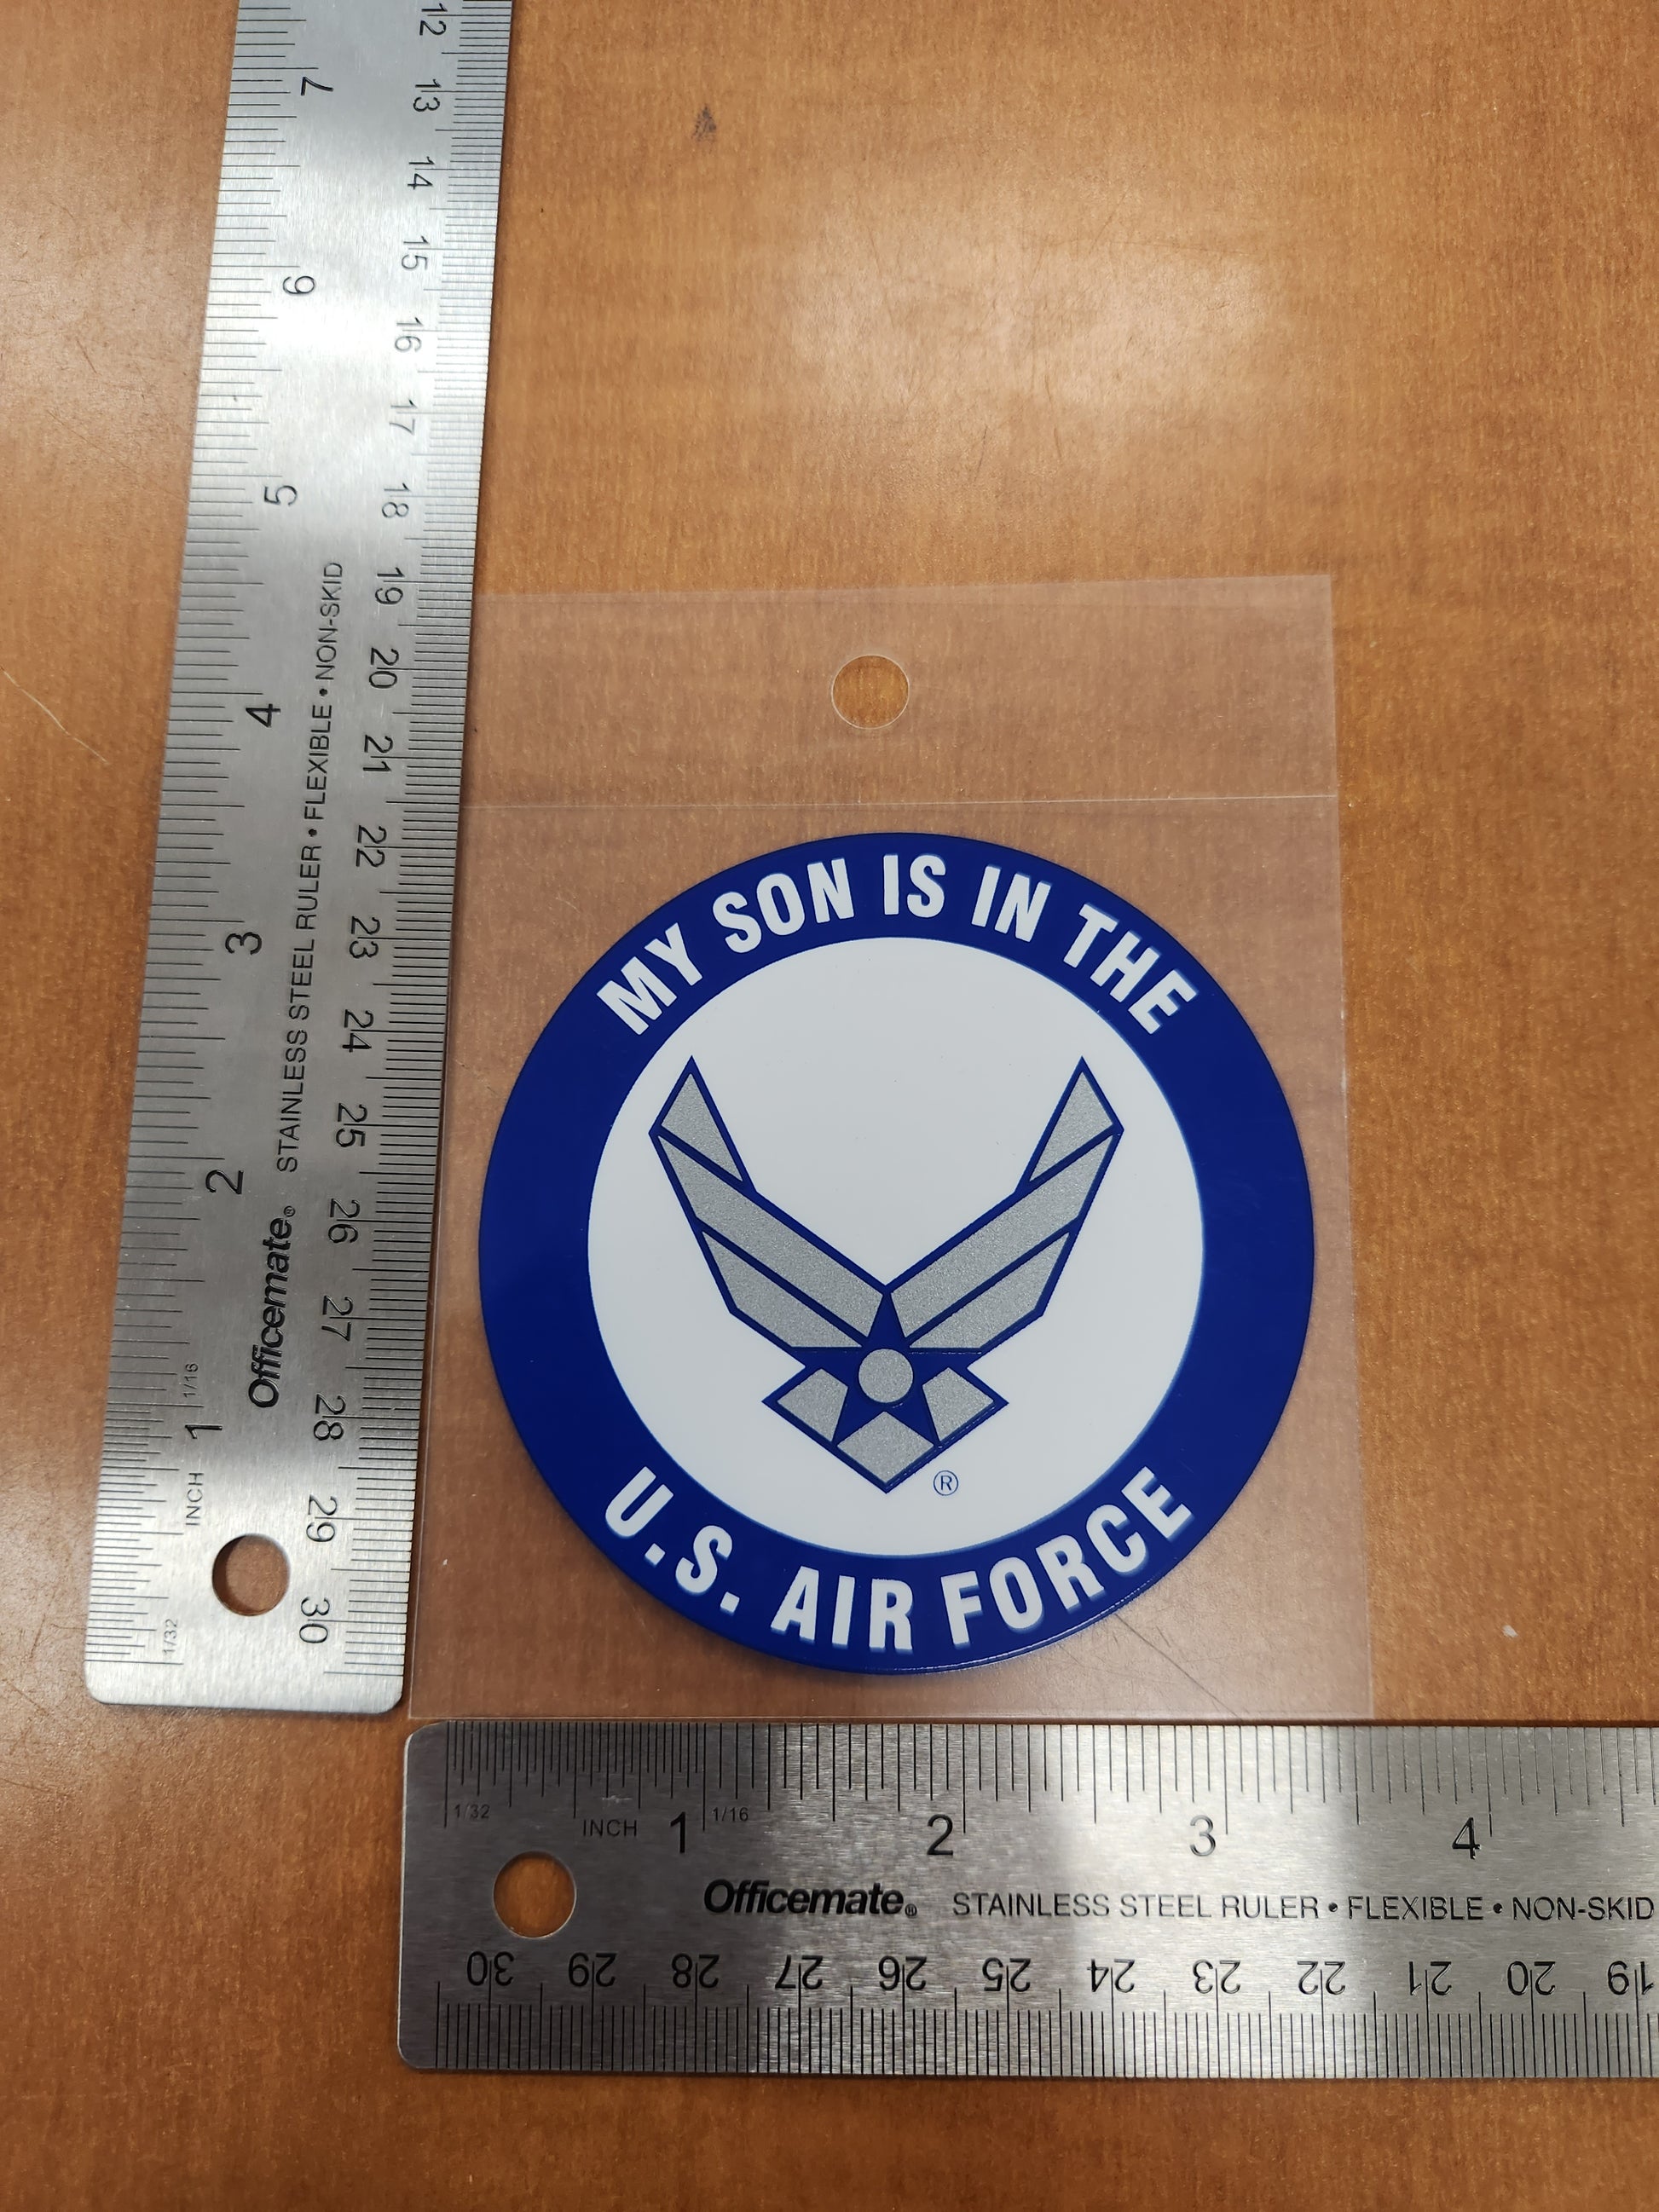 MY SON IS IN THE
U.S. AIR FORCE
®
12 13 14 15 16 17 18 19 20 21 22 23 24 25 26 27 28 29 30
7 6 5 4 3 2 1
Officemate® STAINLESS STEEL RULER • FLEXIBLE • NON-SKID
1/16
INCH
1/32
1/32 INCH 1 1/16 2 3 4
Officemate® STAINLESS STEEL RULER • FLEXIBLE • NON-SKID
30 29 28 27 26 25 24 23 22 21 20 19